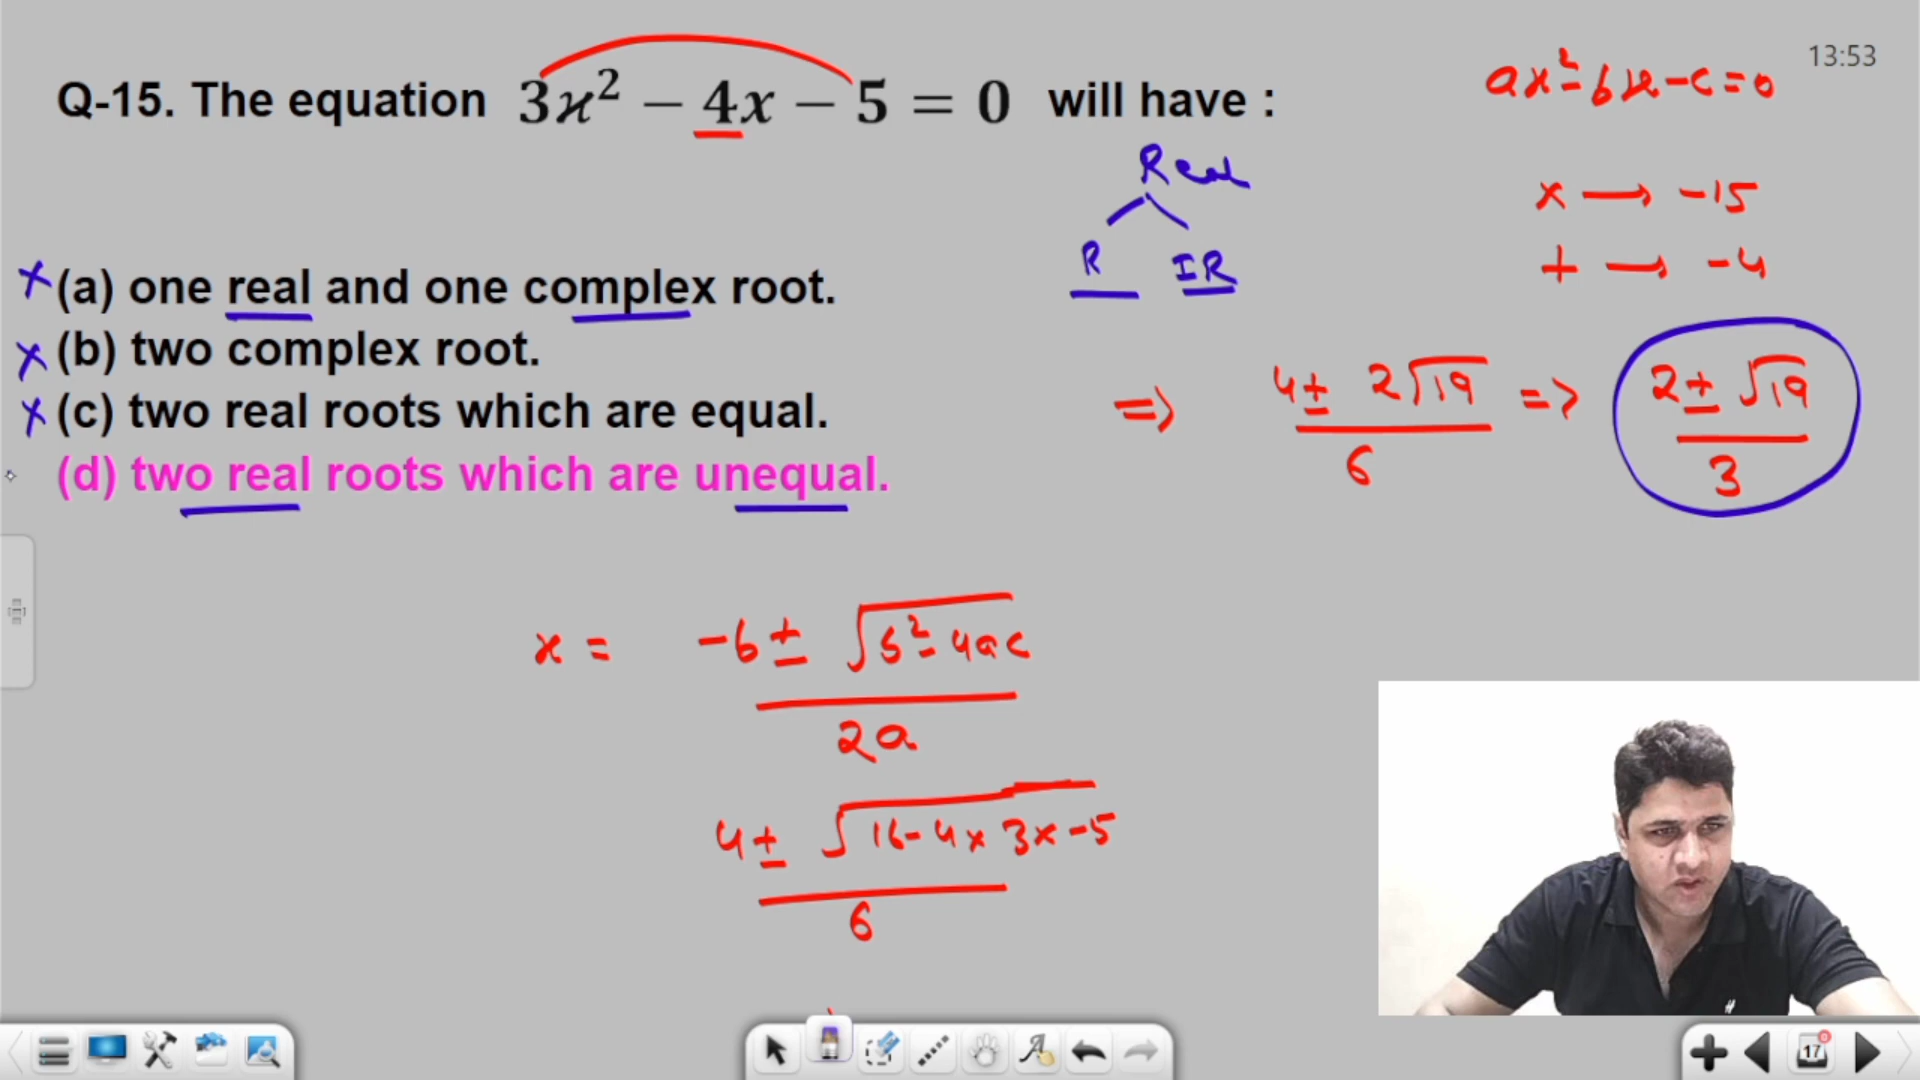 Q-15. The equation 3x² − 4x − 5 = 0 will have :
ax² - bx - c = 0
13:53
Real
R IR
x → -15
+ → -4
x (a) one real and one complex root.
x (b) two complex root.
x (c) two real roots which are equal.
(d) two real roots which are unequal.
⇒ 4 ± 2√19 / 6 ⇒ 2 ± √19 / 3
x = -b ± √b² - 4ac / 2a
4 ± √16 - 4 x 3 x -5 / 6
17